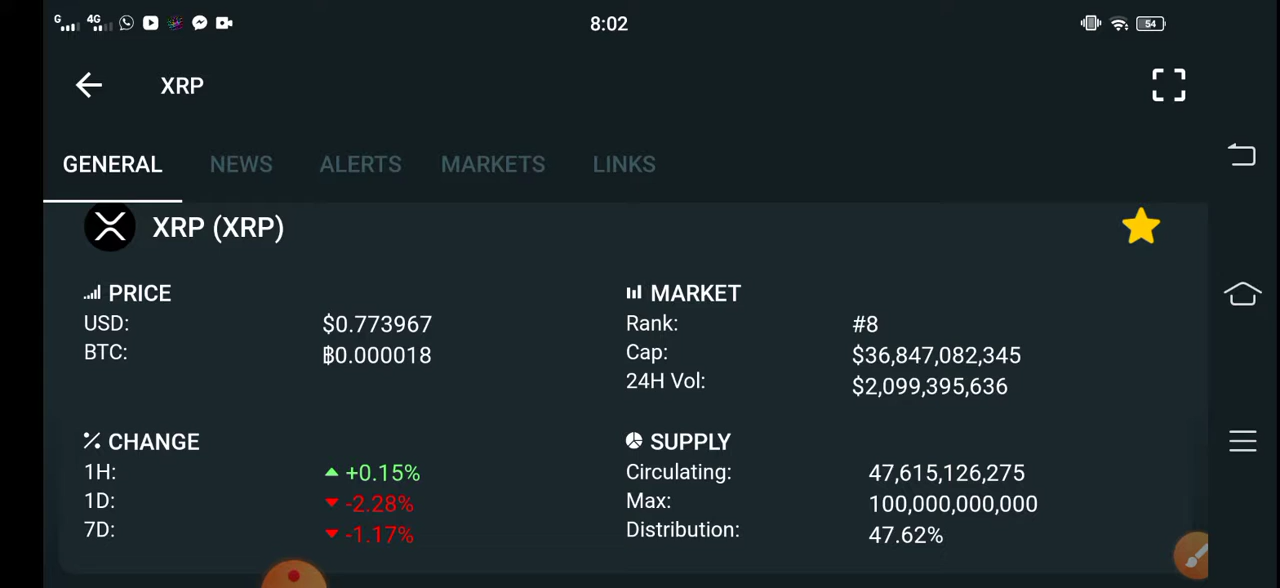 G 4G 8:02 54
XRP
GENERAL NEWS ALERTS MARKETS LINKS
XRP (XRP)
PRICE
USD: $0.773967
BTC: ฿0.000018
MARKET
Rank: #8
Cap: $36,847,082,345
24H Vol: $2,099,395,636
CHANGE
1H: +0.15%
1D: -2.28%
7D: -1.17%
SUPPLY
Circulating: 47,615,126,275
Max: 100,000,000,000
Distribution: 47.62%